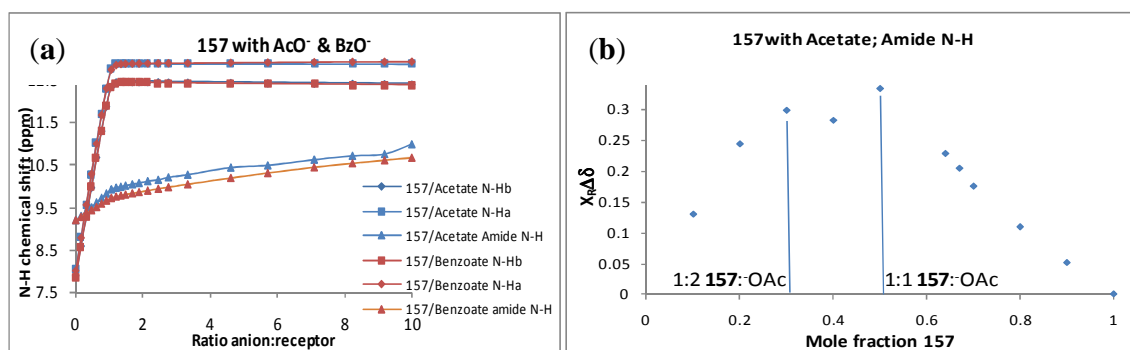 (a)
157 with AcO⁻ & BzO⁻
N-H chemical shift (ppm)
11.5
10.5
9.5
8.5
7.5
0
2
4
6
8
10
Ratio anion:receptor
157/Acetate N-Hb
157/Acetate N-Ha
157/Acetate Amide N-H
157/Benzoate N-Hb
157/Benzoate N-Ha
157/Benzoate amide N-H
(b)
157with Acetate; Amide N-H
XRΔδ
0.3
0.25
0.2
0.15
0.1
0.05
0
1:2 157:⁻OAc
1:1 157:⁻OAc
0
0.2
0.4
0.6
0.8
1
Mole fraction 157